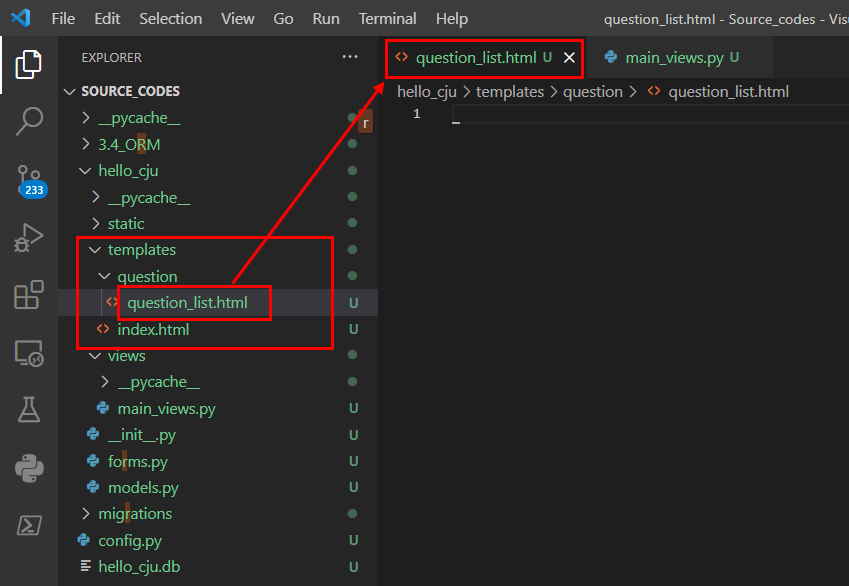 File Edit Selection View Go Run Terminal Help question_list.html - Source_codes - Vis
EXPLORER ···
question_list.html U × main_views.py U
SOURCE_CODES
hello_cju > templates > question > question_list.html
1
__pycache__
r
3.4_ORM
hello_cju
__pycache__
233
static
templates
question
question_list.html U
index.html U
views
__pycache__
main_views.py U
__init__.py U
forms.py U
models.py U
migrations
config.py U
hello_cju.db U